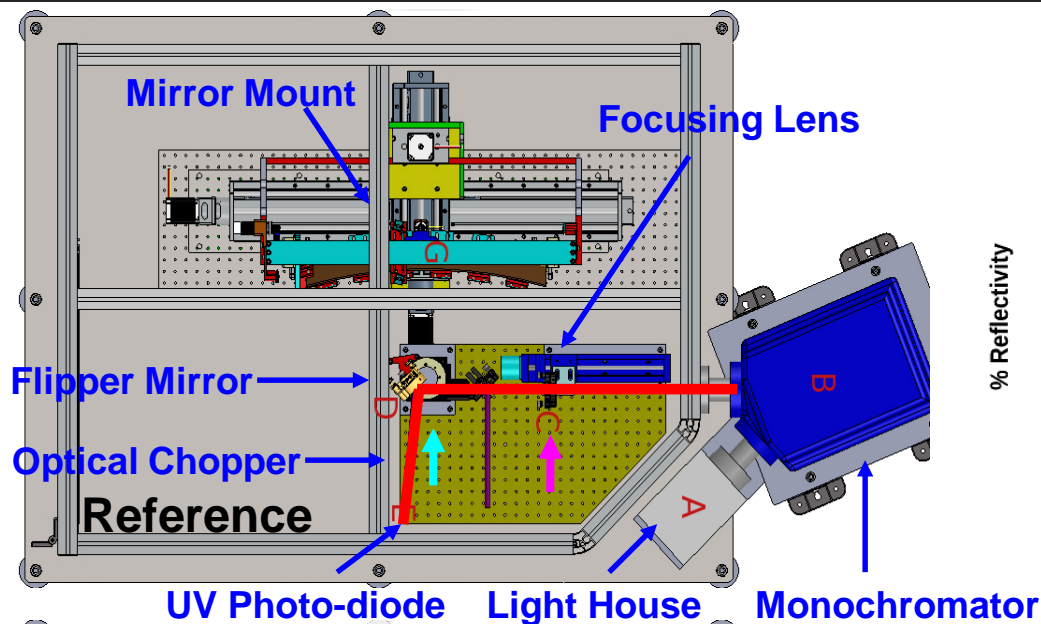 Mirror Mount
Focusing Lens
G
% Reflectivity
Flipper Mirror
B
D
C
Optical Chopper
Reference
E
A
UV Photo-diode
Light House
Monochromator